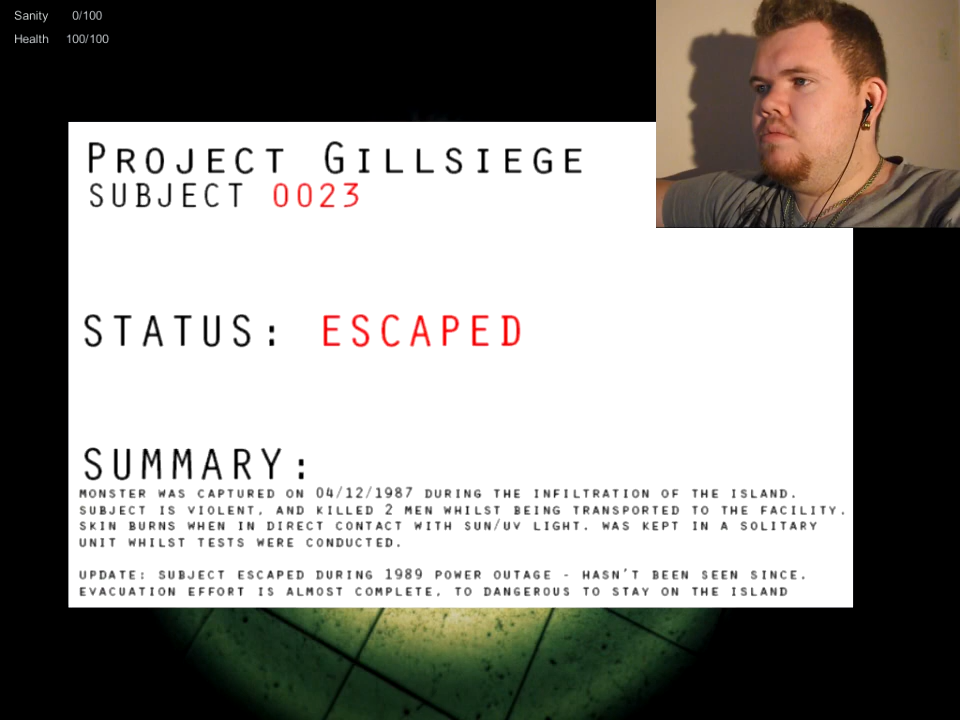 Sanity 0/100
Health 100/100
PROJECT GILLSIEGE
SUBJECT 0023
STATUS: ESCAPED
SUMMARY:
MONSTER WAS CAPTURED ON 04/12/1987 DURING THE INFILTRATION OF THE ISLAND.
SUBJECT IS VIOLENT, AND KILLED 2 MEN WHILST BEING TRANSPORTED TO THE FACILITY.
SKIN BURNS WHEN IN DIRECT CONTACT WITH SUN/UV LIGHT. WAS KEPT IN A SOLITARY
UNIT WHILST TESTS WERE CONDUCTED.
UPDATE: SUBJECT ESCAPED DURING 1989 POWER OUTAGE - HASN'T BEEN SEEN SINCE.
EVACUATION EFFORT IS ALMOST COMPLETE, TO DANGEROUS TO STAY ON THE ISLAND